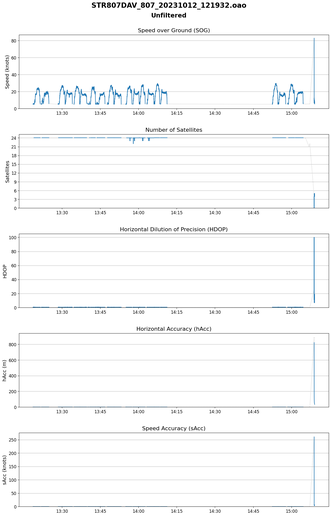 STR807DAV_807_20231012_121932.oao
Unfiltered
Speed over Ground (SOG)
Speed (knots)
80
60
40
20
0
13:30 13:45 14:00 14:15 14:30 14:45 15:00
Number of Satellites
Satellites
24
21
18
15
12
9
6
3
0
13:30 13:45 14:00 14:15 14:30 14:45 15:00
Horizontal Dilution of Precision (HDOP)
HDOP
100
80
60
40
20
0
13:30 13:45 14:00 14:15 14:30 14:45 15:00
Horizontal Accuracy (hAcc)
hAcc (m)
800
600
400
200
0
13:30 13:45 14:00 14:15 14:30 14:45 15:00
Speed Accuracy (sAcc)
sAcc (knots)
250
200
150
100
50
0
13:30 13:45 14:00 14:15 14:30 14:45 15:00